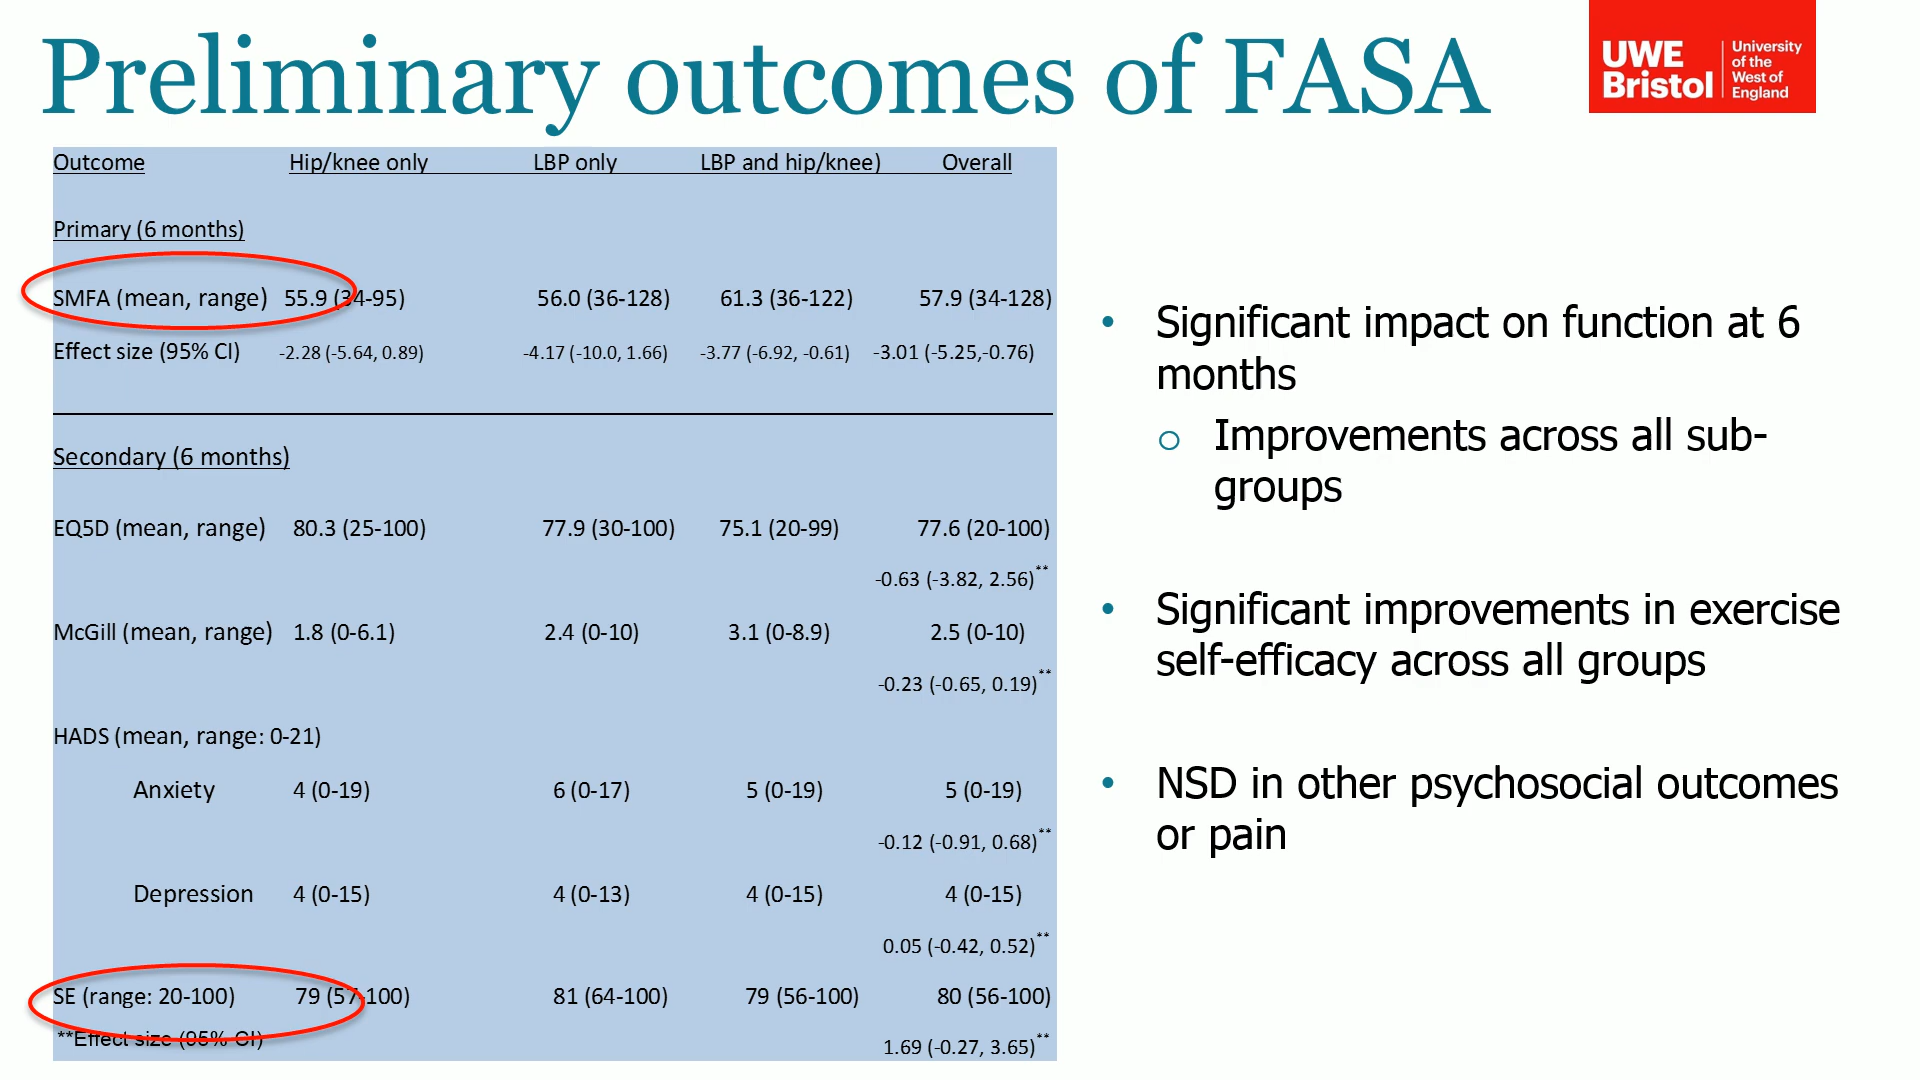 Preliminary outcomes of FASA
UWE Bristol
University of the West of England
Outcome Hip/knee only LBP only LBP and hip/knee) Overall
Primary (6 months)
SMFA (mean, range) 55.9 (34-95) 56.0 (36-128) 61.3 (36-122) 57.9 (34-128)
Effect size (95% CI) -2.28 (-5.64, 0.89) -4.17 (-10.0, 1.66) -3.77 (-6.92, -0.61) -3.01 (-5.25,-0.76)
Secondary (6 months)
EQ5D (mean, range) 80.3 (25-100) 77.9 (30-100) 75.1 (20-99) 77.6 (20-100)
-0.63 (-3.82, 2.56)**
McGill (mean, range) 1.8 (0-6.1) 2.4 (0-10) 3.1 (0-8.9) 2.5 (0-10)
-0.23 (-0.65, 0.19)**
HADS (mean, range: 0-21)
Anxiety 4 (0-19) 6 (0-17) 5 (0-19) 5 (0-19)
-0.12 (-0.91, 0.68)**
Depression 4 (0-15) 4 (0-13) 4 (0-15) 4 (0-15)
0.05 (-0.42, 0.52)**
SE (range: 20-100) 79 (57-100) 81 (64-100) 79 (56-100) 80 (56-100)
**Effect size (95% CI) 1.69 (-0.27, 3.65)**
• Significant impact on function at 6
months
o Improvements across all sub-
groups
• Significant improvements in exercise
self-efficacy across all groups
• NSD in other psychosocial outcomes
or pain